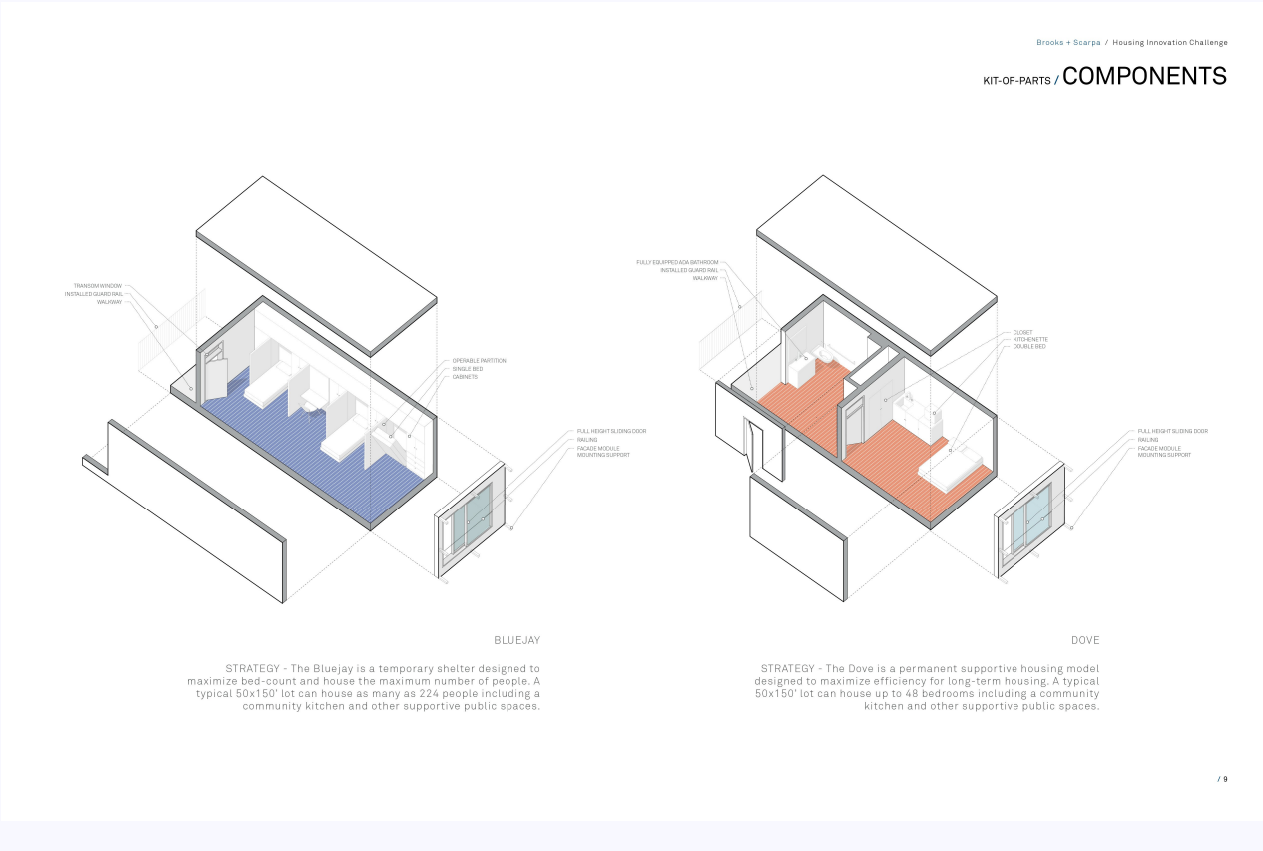 Brooks + Scarpa / Housing Innovation Challenge
KIT-OF-PARTS / COMPONENTS
TRANSOM WINDOW
INSTALLED GUARD RAIL
WALKWAY
OPERABLE PARTITION
SINGLE BED
CABINETS
FULL HEIGHT SLIDING DOOR
RAILING
FACADE MODULE
MOUNTING SUPPORT
FULLY EQUIPPED ADA BATHROOM
INSTALLED GUARD RAIL
WALKWAY
CLOSET
KITCHENETTE
DOUBLE BED
FULL HEIGHT SLIDING DOOR
RAILING
FACADE MODULE
MOUNTING SUPPORT
BLUEJAY
STRATEGY - The Bluejay is a temporary shelter designed to
maximize bed-count and house the maximum number of people. A
typical 50x150' lot can house as many as 224 people including a
community kitchen and other supportive public spaces.
DOVE
STRATEGY - The Dove is a permanent supportive housing model
designed to maximize efficiency for long-term housing. A typical
50x150' lot can house up to 48 bedrooms including a community
kitchen and other supportive public spaces.
/ 9